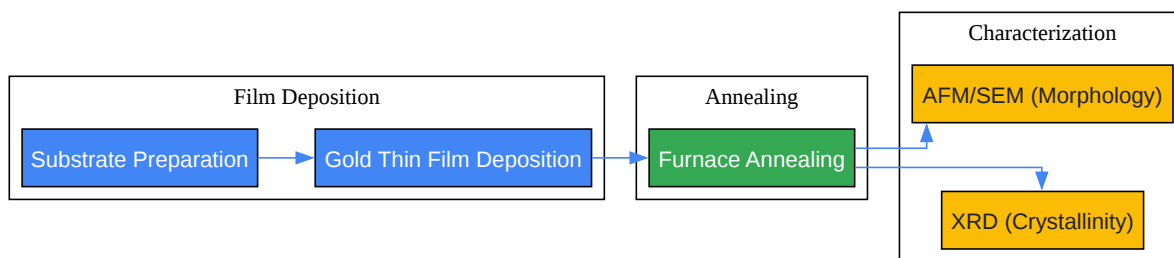 Film Deposition
Substrate Preparation
Gold Thin Film Deposition
Annealing
Furnace Annealing
Characterization
AFM/SEM (Morphology)
XRD (Crystallinity)